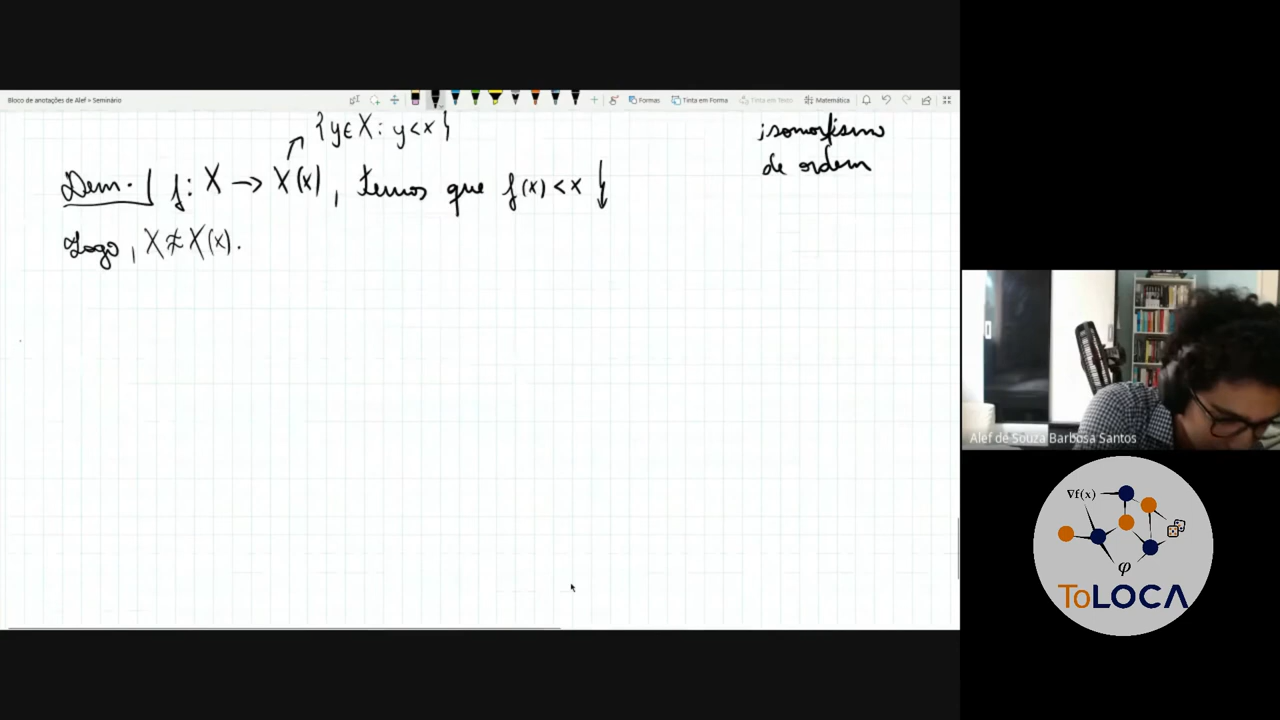 Bloco de anotações de Alef » Seminário
Formas
Tinta em Forma
Tinta em Texto
Matemática
{y ∈ X : y < x}
isomorfismo
de ordem
Dem. | f: X → X(x), temos que f(x) < x ↯
Logo, X ≉ X(x).
Alef de Souza Barbosa Santos
∇f(x)
φ
ToLOCA